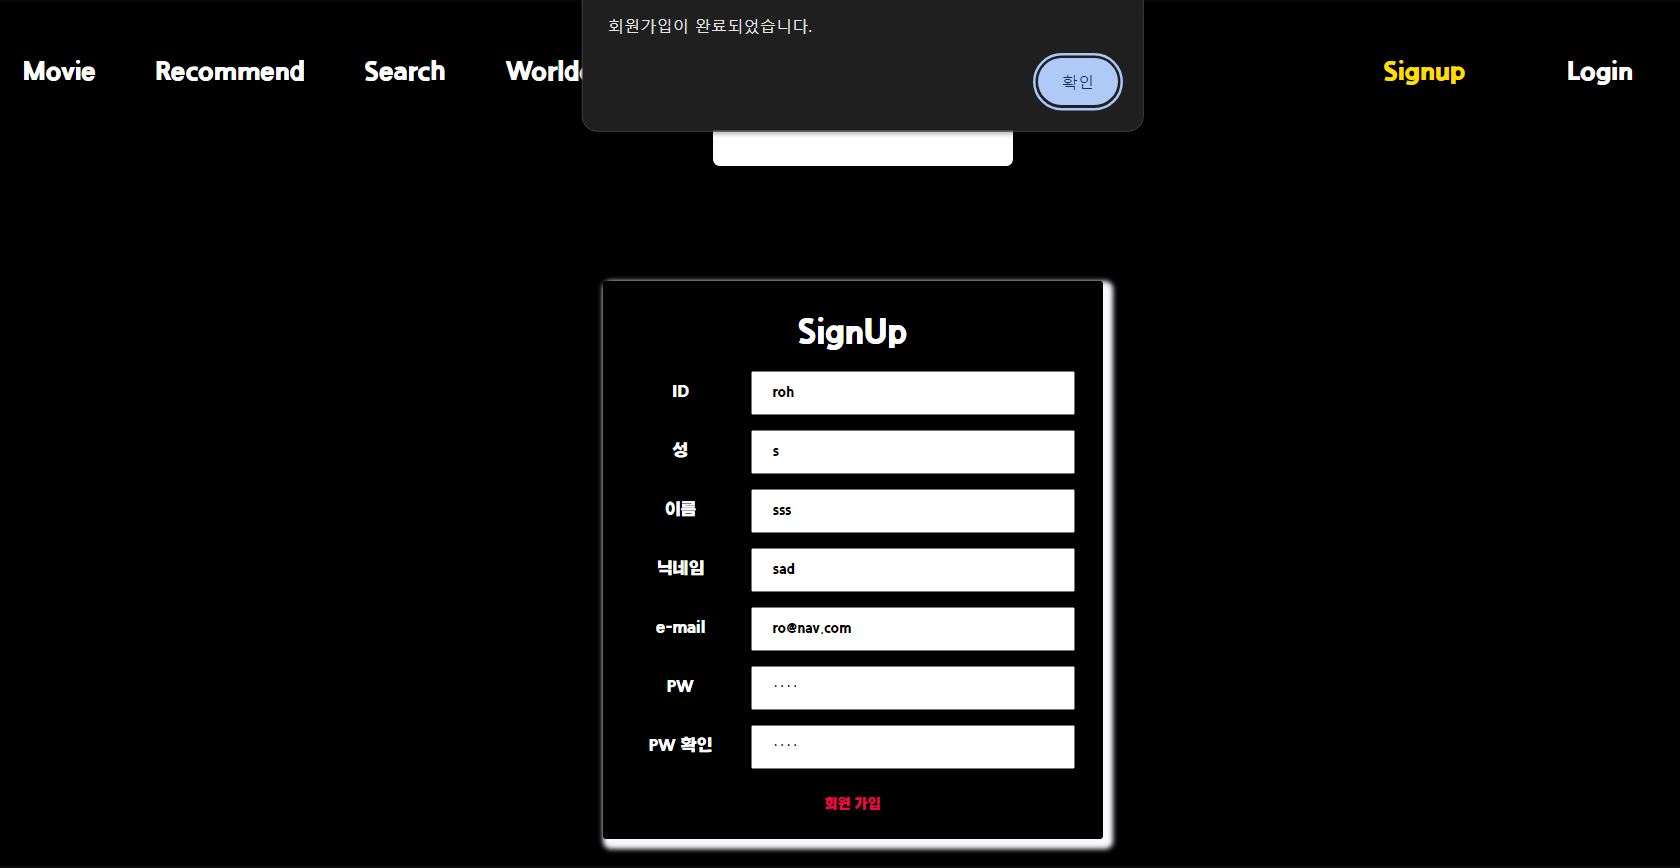 회원가입이 완료되었습니다.
확인
Movie Recommend Search Signup Login
SignUp
ID roh
성 s
이름 sss
닉네임 sad
e-mail ro@nav.com
PW ····
PW 확인 ····
회원 가입